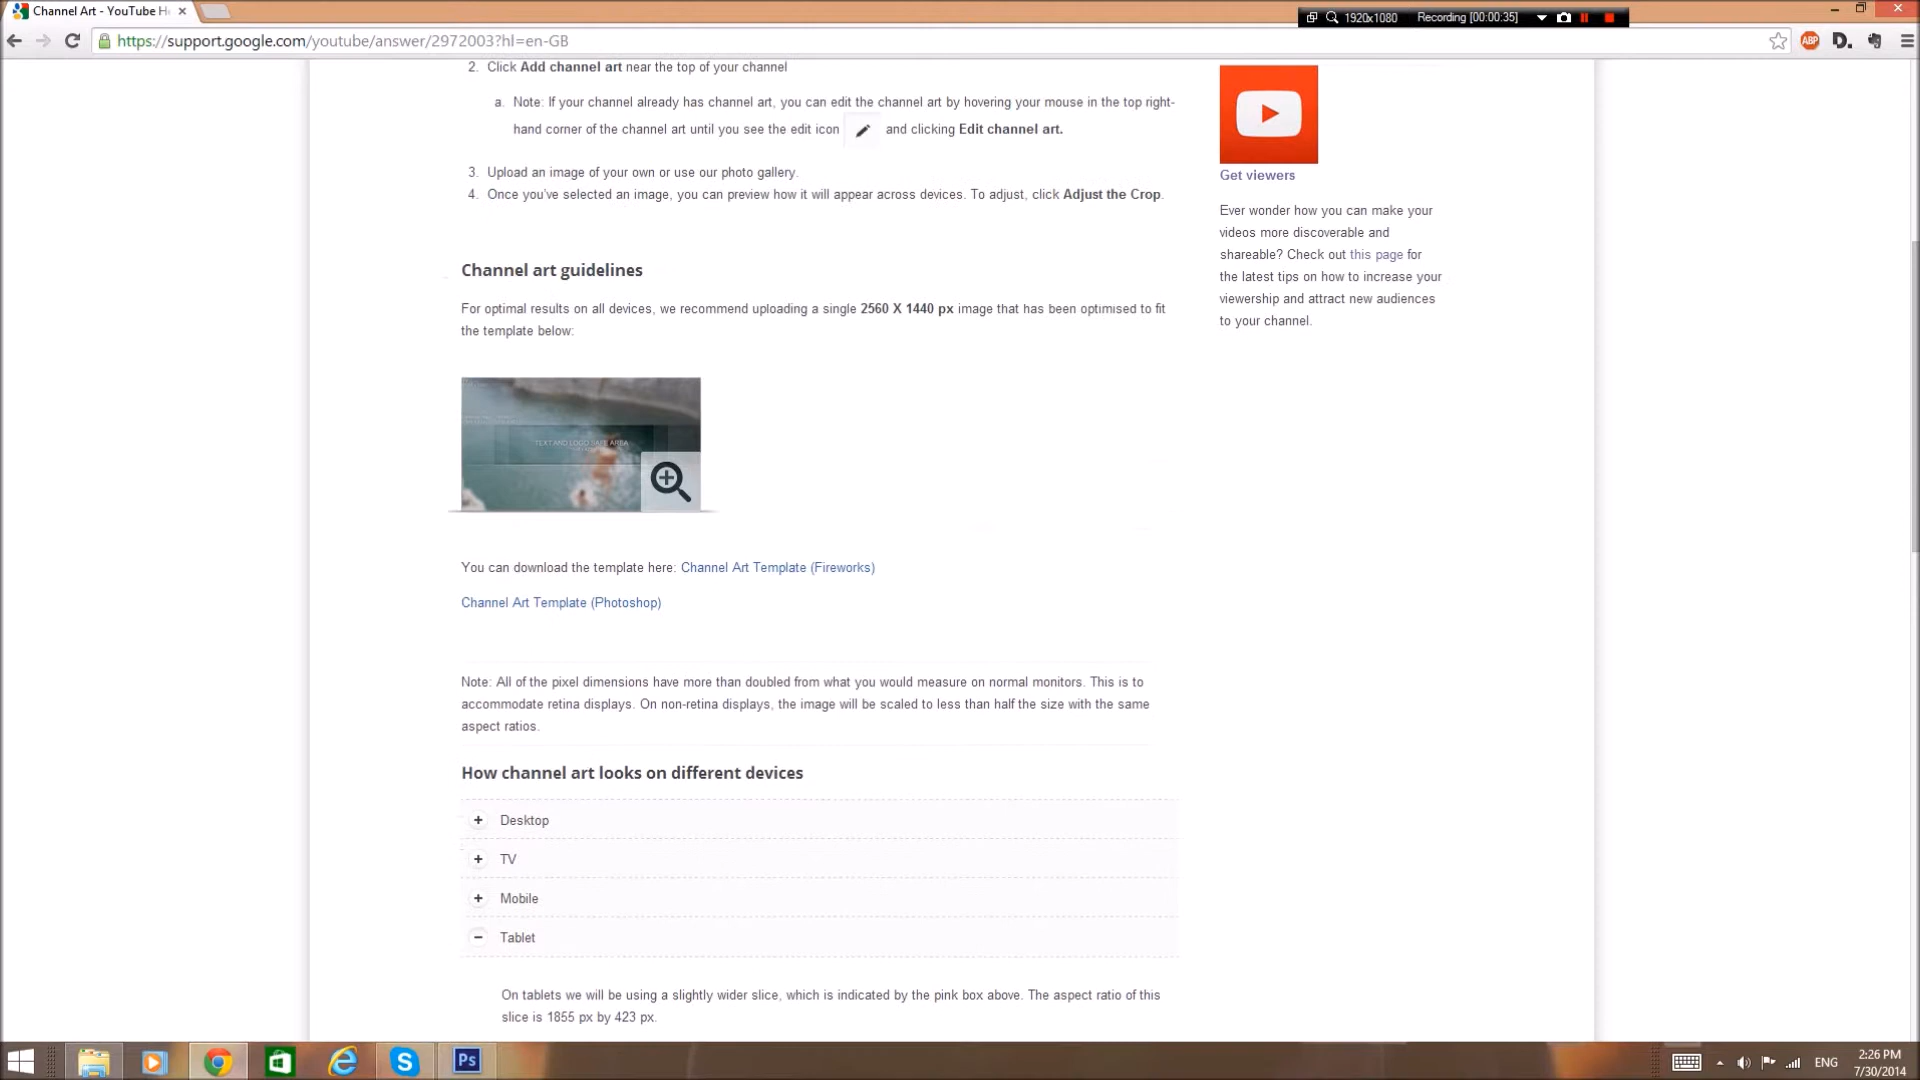 Channel Art - YouTube H
1920x1080 Recording [00:00:35]
https://support.google.com/youtube/answer/2972003?hl=en-GB
ABP
D.
2. Click Add channel art near the top of your channel
a. Note: If your channel already has channel art, you can edit the channel art by hovering your mouse in the top right-
hand corner of the channel art until you see the edit icon and clicking Edit channel art.
3. Upload an image of your own or use our photo gallery.
4. Once you've selected an image, you can preview how it will appear across devices. To adjust, click Adjust the Crop.
Get viewers
Ever wonder how you can make your
videos more discoverable and
shareable? Check out this page for
the latest tips on how to increase your
viewership and attract new audiences
to your channel.
Channel art guidelines
For optimal results on all devices, we recommend uploading a single 2560 X 1440 px image that has been optimised to fit
the template below:
TEXT AND LOGO SAFE AREA
You can download the template here: Channel Art Template (Fireworks)
Channel Art Template (Photoshop)
Note: All of the pixel dimensions have more than doubled from what you would measure on normal monitors. This is to
accommodate retina displays. On non-retina displays, the image will be scaled to less than half the size with the same
aspect ratios.
How channel art looks on different devices
+ Desktop
+ TV
+ Mobile
− Tablet
On tablets we will be using a slightly wider slice, which is indicated by the pink box above. The aspect ratio of this
slice is 1855 px by 423 px.
Ps
ENG
2:26 PM
7/30/2014